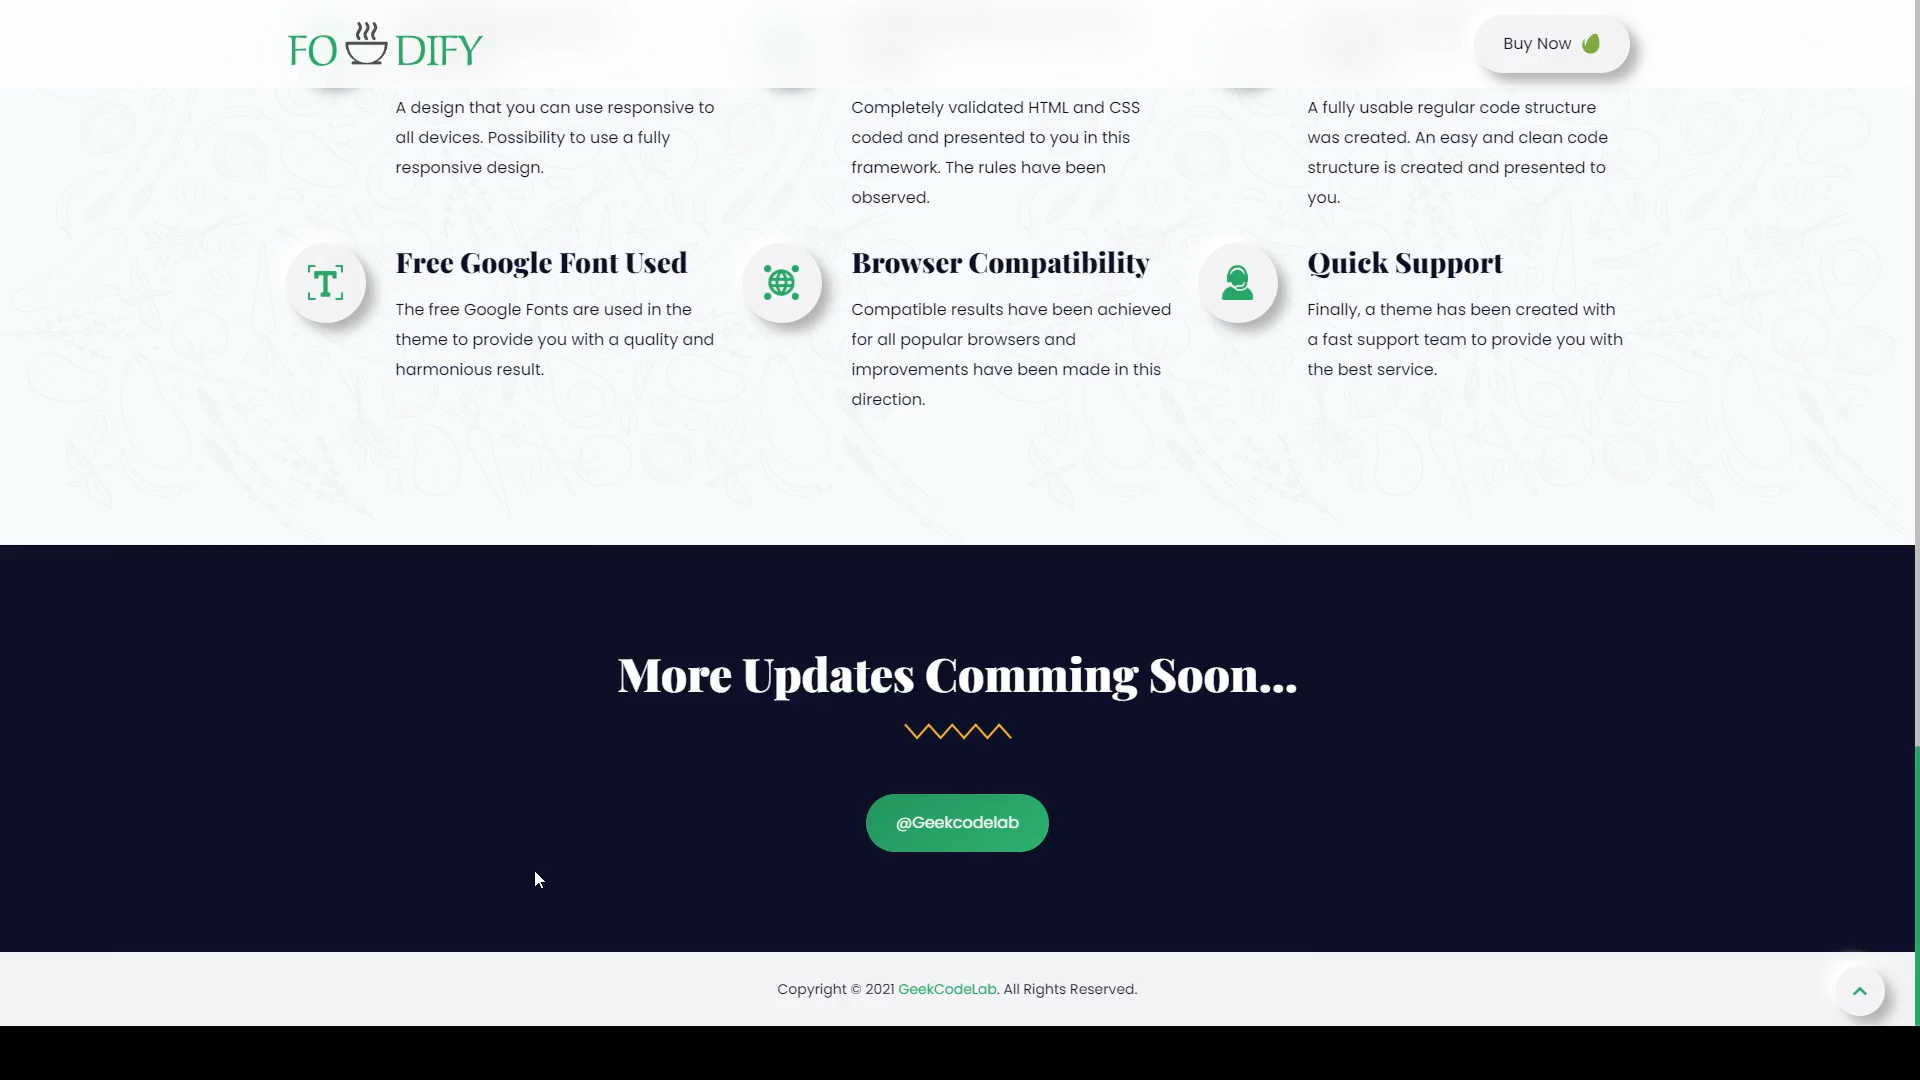 FO DIFY
Buy Now
A design that you can use responsive to
all devices. Possibility to use a fully
responsive design.
Completely validated HTML and CSS
coded and presented to you in this
framework. The rules have been
observed.
A fully usable regular code structure
was created. An easy and clean code
structure is created and presented to
you.
Free Google Font Used
The free Google Fonts are used in the
theme to provide you with a quality and
harmonious result.
Browser Compatibility
Compatible results have been achieved
for all popular browsers and
improvements have been made in this
direction.
Quick Support
Finally, a theme has been created with
a fast support team to provide you with
the best service.
More Updates Comming Soon...
@Geekcodelab
Copyright © 2021 GeekCodeLab. All Rights Reserved.